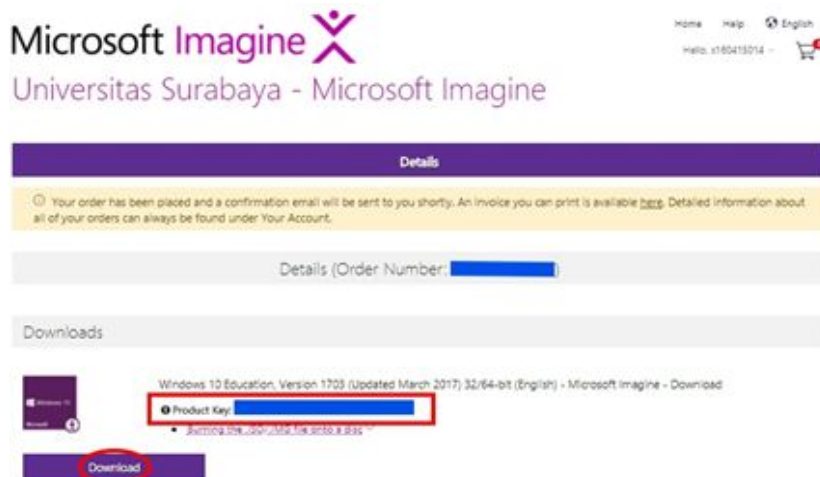 Microsoft Imagine
Home Help English
Hello, x160415014
Universitas Surabaya - Microsoft Imagine
Details
Your order has been placed and a confirmation email will be sent to you shortly. An invoice you can print is available here. Detailed information about
all of your orders can always be found under Your Account.
Details (Order Number: )
Downloads
Windows 10 Education, Version 1703 (Updated March 2017) 32/64-bit (English) - Microsoft Imagine - Download
Windows 10
Product Key:
Microsoft
Burning the .ISO/.IMG file onto a disc
Download